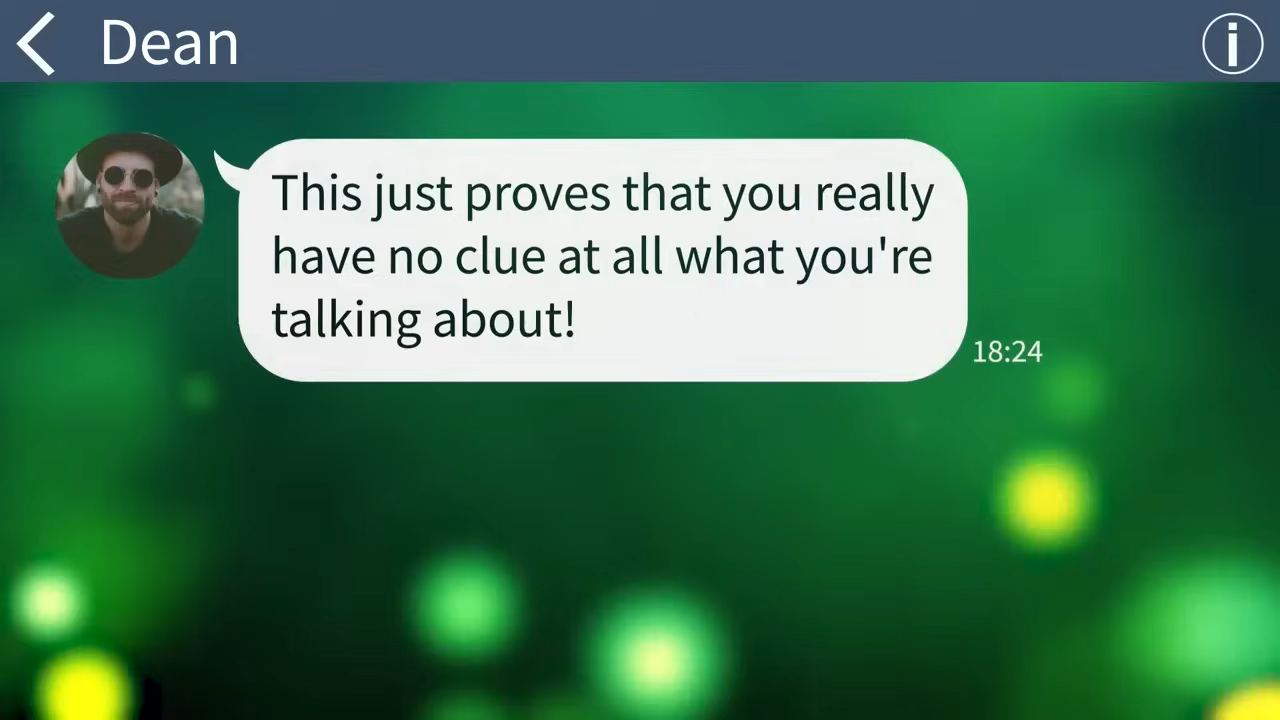 Dean
This just proves that you really
have no clue at all what you're
talking about!
18:24